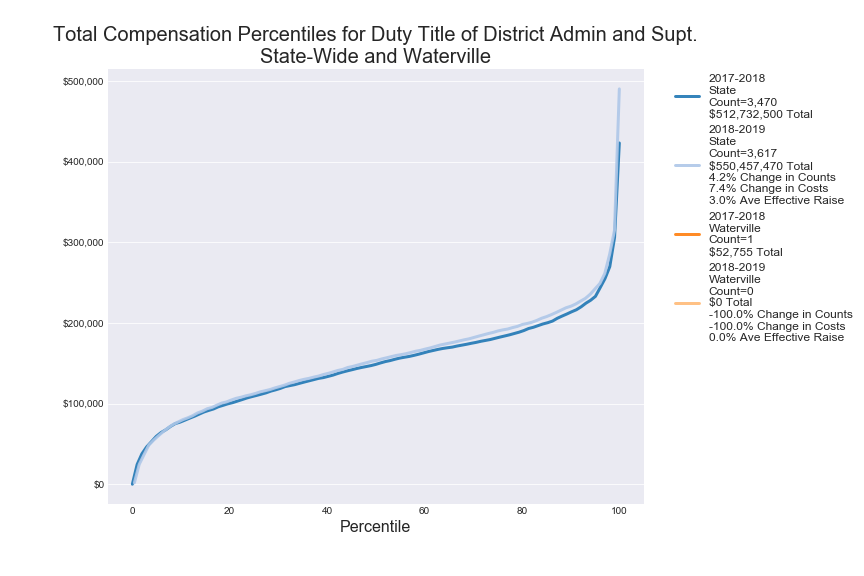 Total Compensation Percentiles for Duty Title of District Admin and Supt.
State-Wide and Waterville
$500,000
$400,000
$300,000
$200,000
$100,000
$0
0
20
40
60
80
100
Percentile
2017-2018
State
Count=3,470
$512,732,500 Total
2018-2019
State
Count=3,617
$550,457,470 Total
4.2% Change in Counts
7.4% Change in Costs
3.0% Ave Effective Raise
2017-2018
Waterville
Count=1
$52,755 Total
2018-2019
Waterville
Count=0
$0 Total
-100.0% Change in Counts
-100.0% Change in Costs
0.0% Ave Effective Raise